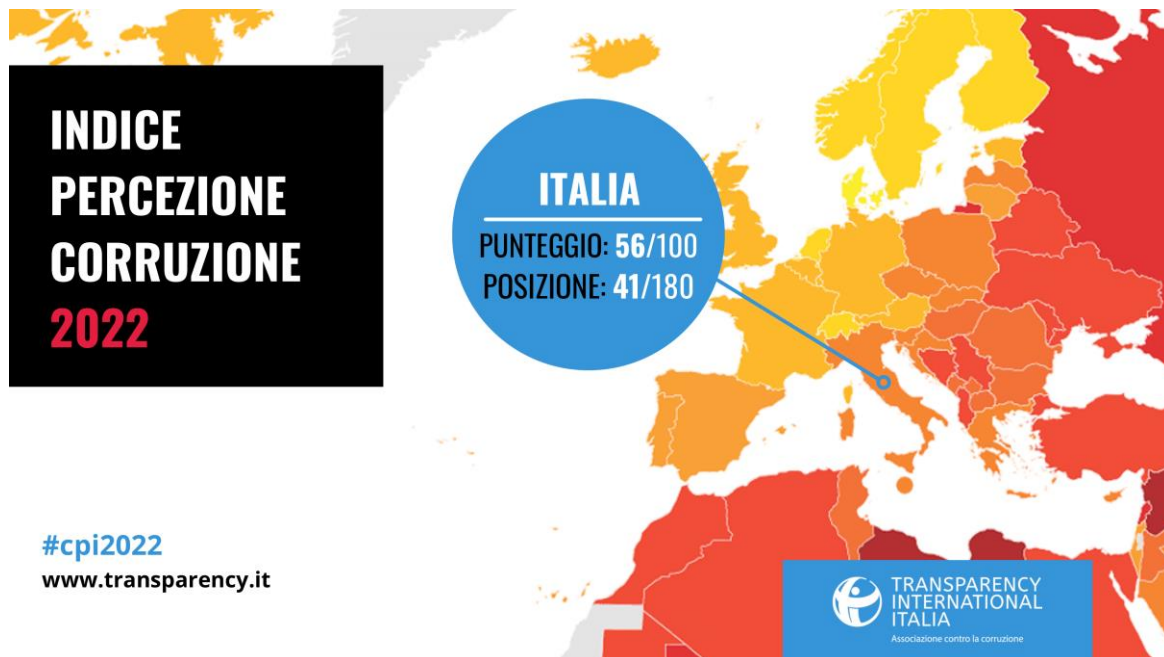 INDICE
PERCEZIONE
CORRUZIONE
2022
ITALIA
PUNTEGGIO: 56/100
POSIZIONE: 41/180
#cpi2022
www.transparency.it
TRANSPARENCY
INTERNATIONAL
ITALIA
Associazione contro la corruzione